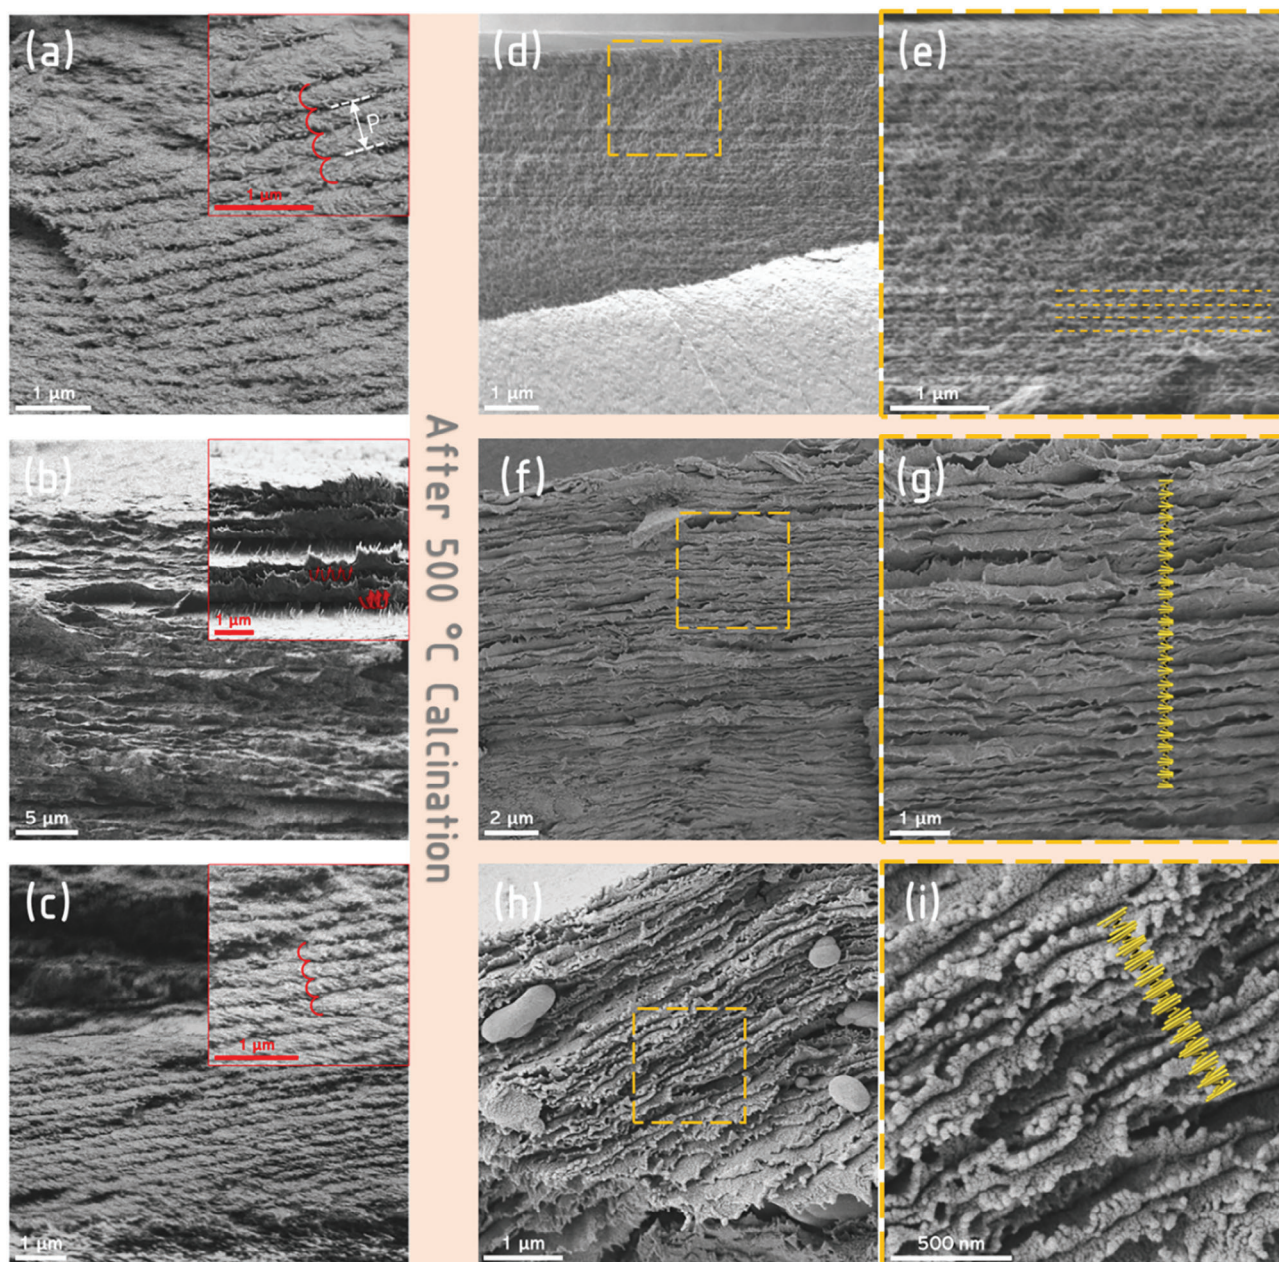 (a)
P
1 µm
1 µm
(d)
1 µm
(e)
1 µm
After 500 °C Calcination
(b)
1 µm
5 µm
(f)
2 µm
(g)
1 µm
(c)
1 µm
1 µm
(h)
1 µm
(i)
500 nm